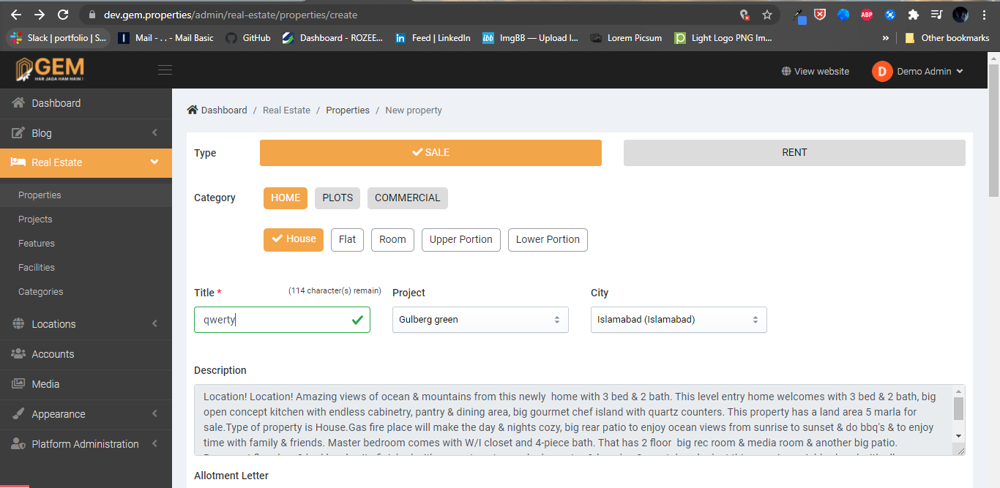 dev.gem.properties/admin/real-estate/properties/create
ABP
Slack | portfolio | S...
Mail - . . - Mail Basic
GitHub
Dashboard - ROZEE...
in Feed | LinkedIn
ibb ImgBB — Upload I...
Lorem Picsum
Light Logo PNG Im...
»
Other bookmarks
GEM
HAR JAGA HAM HAIN !
View website
D Demo Admin
Dashboard
Blog
Real Estate
Properties
Projects
Features
Facilities
Categories
Locations
Accounts
Media
Appearance
Platform Administration
Dashboard / Real Estate / Properties / New property
Type SALE RENT
Category HOME PLOTS COMMERCIAL
House Flat Room Upper Portion Lower Portion
Title * (114 character(s) remain) Project City
qwerty Gulberg green Islamabad (Islamabad)
Description
Location! Location! Amazing views of ocean & mountains from this newly  home with 3 bed & 2 bath. This level entry home welcomes with 3 bed & 2 bath, big
open concept kitchen with endless cabinetry, pantry & dining area, big gourmet chef island with quartz counters. This property has a land area 5 marla for
sale.Type of property is House.Gas fire place will make the day & nights cozy, big rear patio to enjoy ocean views from sunrise to sunset & do bbq's & to enjoy
time with family & friends. Master bedroom comes with W/I closet and 4-piece bath. That has 2 floor  big rec room & media room & another big patio.
Allotment Letter